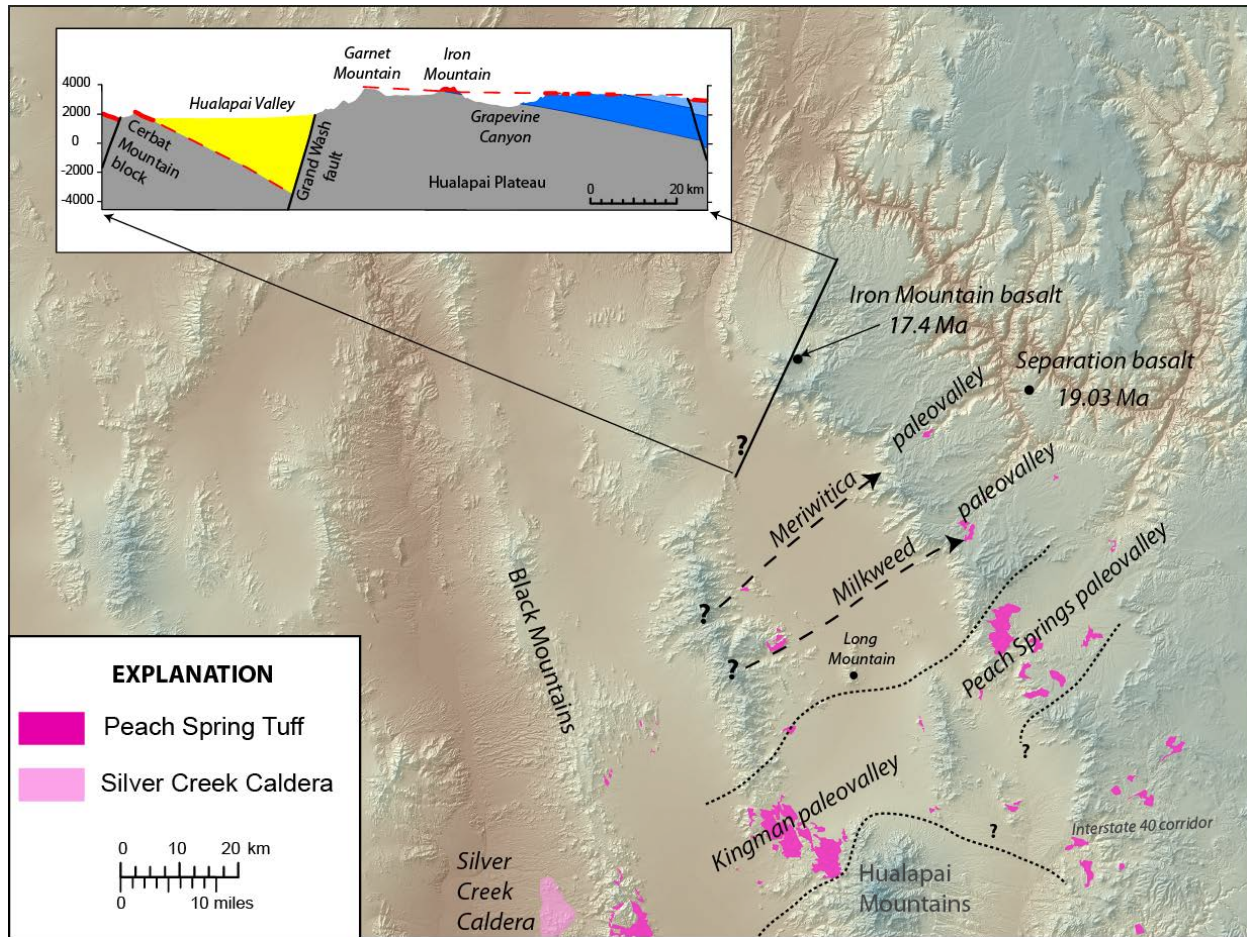 Garnet
Mountain
Iron
Mountain
4000
2000
0
-2000
-4000
Hualapai Valley
Cerbat
Mountain
block
Grand Wash
fault
Grapevine
Canyon
Hualapai Plateau
0 20 km
Iron Mountain basalt
17.4 Ma
Separation basalt
19.03 Ma
?
Meriwitica paleovalley
?
Milkweed paleovalley
?
Black Mountains
Long
Mountain
Peach Springs paleovalley
?
Kingman paleovalley
?
Interstate 40 corridor
Hualapai
Mountains
Silver
Creek
Caldera
EXPLANATION
Peach Spring Tuff
Silver Creek Caldera
0 10 20 km
0 10 miles